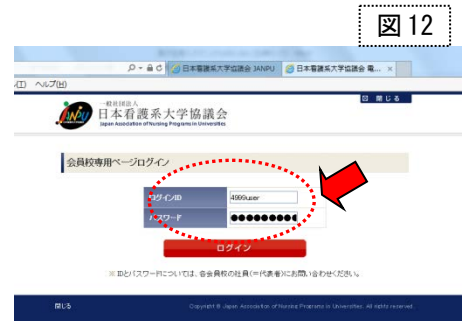 図 12
日本看護系大学協議会 JANPU
日本看護系大学協議会 電...
ヘルプ(H)
閉じる
一般社団法人
日本看護系大学協議会
Japan Association of Nursing Programs in Universities
会員校専用ページログイン
ログインID
4999user
パスワード
●●●●●●●●●
ログイン
※ IDとパスワードについては、各会員校の社員(=代表者)にお問い合わせください。
閉じる
Copyright © Japan Association of Nursing Programs in Universities. All rights reserved.